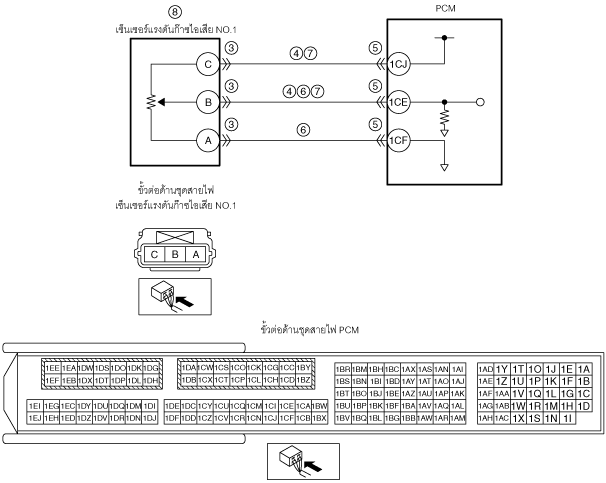 ⑧
เซ็นเซอร์แรงดันก๊าซไอเสีย NO.1
PCM
C ③ ④⑦ ⑤ 1CJ
B ③ ④⑥⑦ ⑤ 1CE
A ③ ⑥ ⑤ 1CF
ขั้วต่อด้านชุดสายไฟ
เซ็นเซอร์แรงดันก๊าซไอเสีย NO.1
C B A
ขั้วต่อด้านชุดสายไฟ PCM
1EE 1EA 1DW 1DS 1DO 1DK 1DG 1DA 1CW 1CS 1CO 1CK 1CG 1CC 1BY 1BR 1BM 1BH 1BC 1AX 1AS 1AN 1AI 1AD 1Y 1T 1O 1J 1E 1A
1EF 1EB 1DX 1DT 1DP 1DL 1DH 1DB 1CX 1CT 1CP 1CL 1CH 1CD 1BZ 1BS 1BN 1BI 1BD 1AY 1AT 1AO 1AJ 1AE 1Z 1U 1P 1K 1F 1B
1BT 1BO 1BJ 1BE 1AZ 1AU 1AP 1AK 1AF 1AA 1V 1Q 1L 1G 1C
1EI 1EG 1EC 1DY 1DU 1DQ 1DM 1DI 1DE 1DC 1CY 1CU 1CQ 1CM 1CI 1CE 1CA 1BW 1BU 1BP 1BK 1BF 1BA 1AV 1AQ 1AL 1AG 1AB 1W 1R 1M 1H 1D
1EJ 1EH 1ED 1DZ 1DV 1DR 1DN 1DJ 1DF 1DD 1CZ 1CV 1CR 1CN 1CJ 1CF 1CB 1BX 1BV 1BQ 1BL 1BG 1BB 1AW 1AR 1AM 1AH 1AC 1X 1S 1N 1I